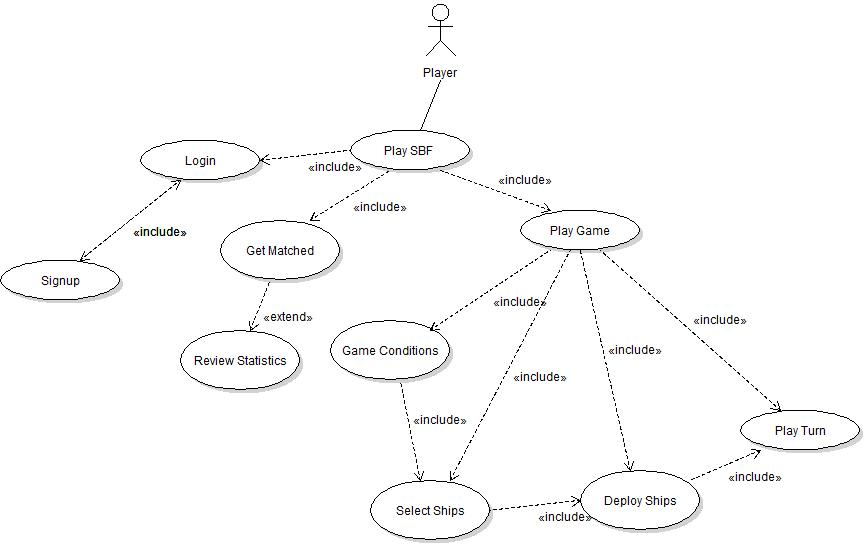 Player
Play SBF
Login
«include»
«include»
«include»
Play Game
«include»
Get Matched
Signup
«include»
«extend»
«include»
Game Conditions
«include»
«include»
Review Statistics
«include»
«include»
Play Turn
«include»
Select Ships
Deploy Ships
«include»